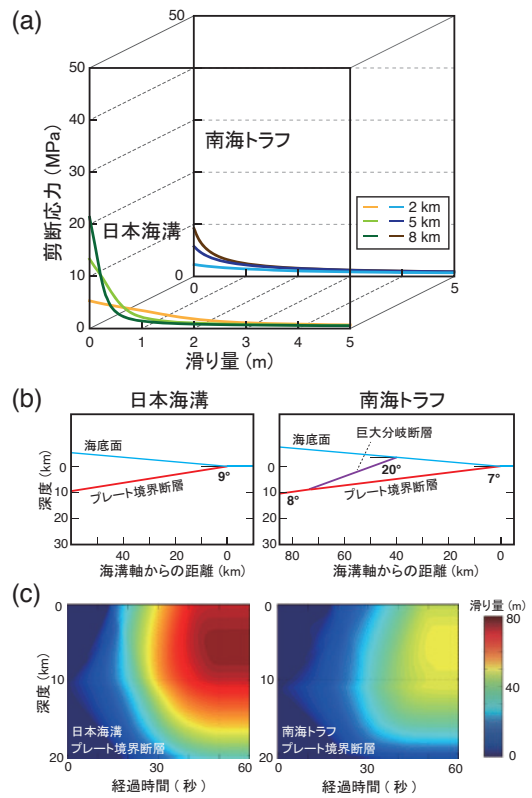 (a)
50
50
40
30
20
10
0
剪断応力 (MPa)
南海トラフ
日本海溝
2 km
5 km
8 km
0
0
5
0
1
2
3
4
5
滑り量 (m)
(b)
日本海溝
南海トラフ
海底面
9°
プレート境界断層
0
10
20
30
深度 (km)
40
20
0
海溝軸からの距離 (km)
海底面
巨大分岐断層
20°
7°
8°
プレート境界断層
0
10
20
30
80
60
40
20
0
海溝軸からの距離 (km)
(c)
滑り量 (m)
80
40
0
深度 (km)
0
10
20
日本海溝
プレート境界断層
0
30
60
経過時間 ( 秒 )
0
10
20
南海トラフ
プレート境界断層
0
30
60
経過時間 ( 秒 )